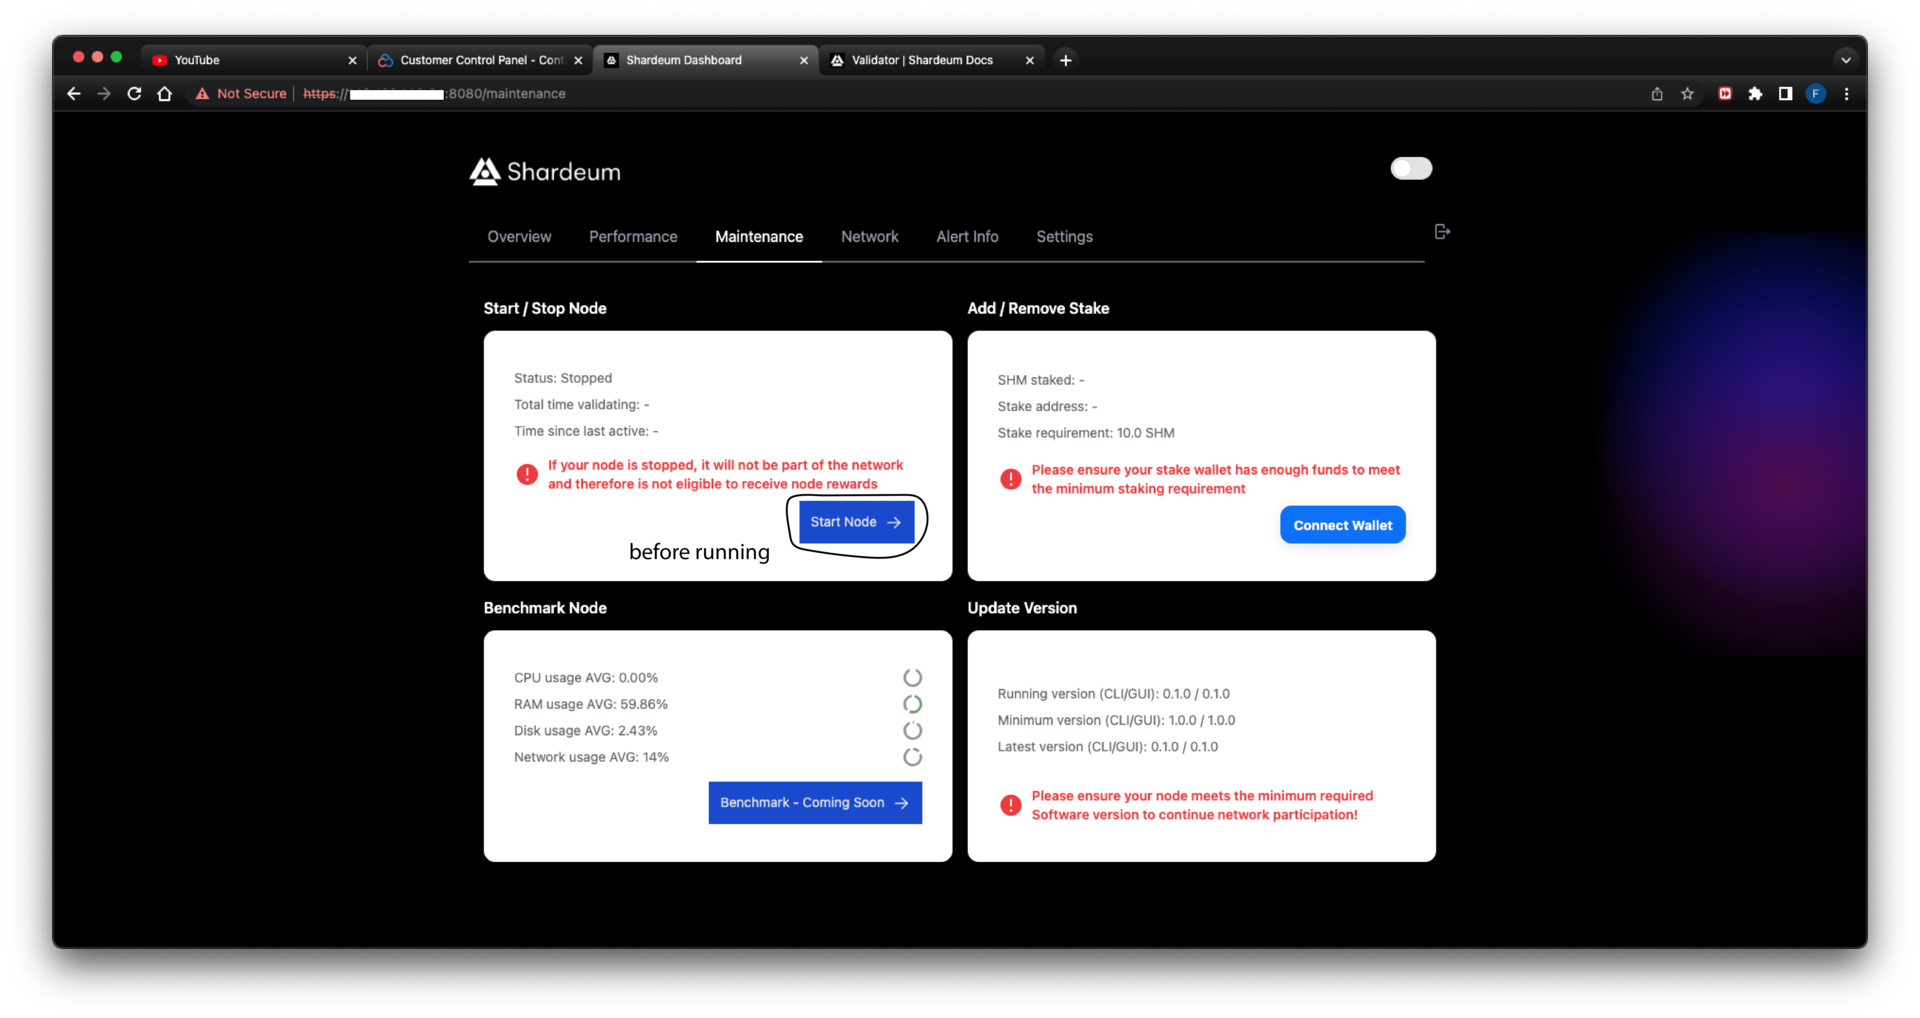 YouTube
Customer Control Panel - Cont
Shardeum Dashboard
Validator | Shardeum Docs
Not Secure
https://
:8080/maintenance
F
Shardeum
Overview
Performance
Maintenance
Network
Alert Info
Settings
Start / Stop Node
Status: Stopped
Total time validating: -
Time since last active: -
If your node is stopped, it will not be part of the network
and therefore is not eligible to receive node rewards
Start Node
before running
Add / Remove Stake
SHM staked: -
Stake address: -
Stake requirement: 10.0 SHM
Please ensure your stake wallet has enough funds to meet
the minimum staking requirement
Connect Wallet
Benchmark Node
CPU usage AVG: 0.00%
RAM usage AVG: 59.86%
Disk usage AVG: 2.43%
Network usage AVG: 14%
Benchmark - Coming Soon
Update Version
Running version (CLI/GUI): 0.1.0 / 0.1.0
Minimum version (CLI/GUI): 1.0.0 / 1.0.0
Latest version (CLI/GUI): 0.1.0 / 0.1.0
Please ensure your node meets the minimum required
Software version to continue network participation!